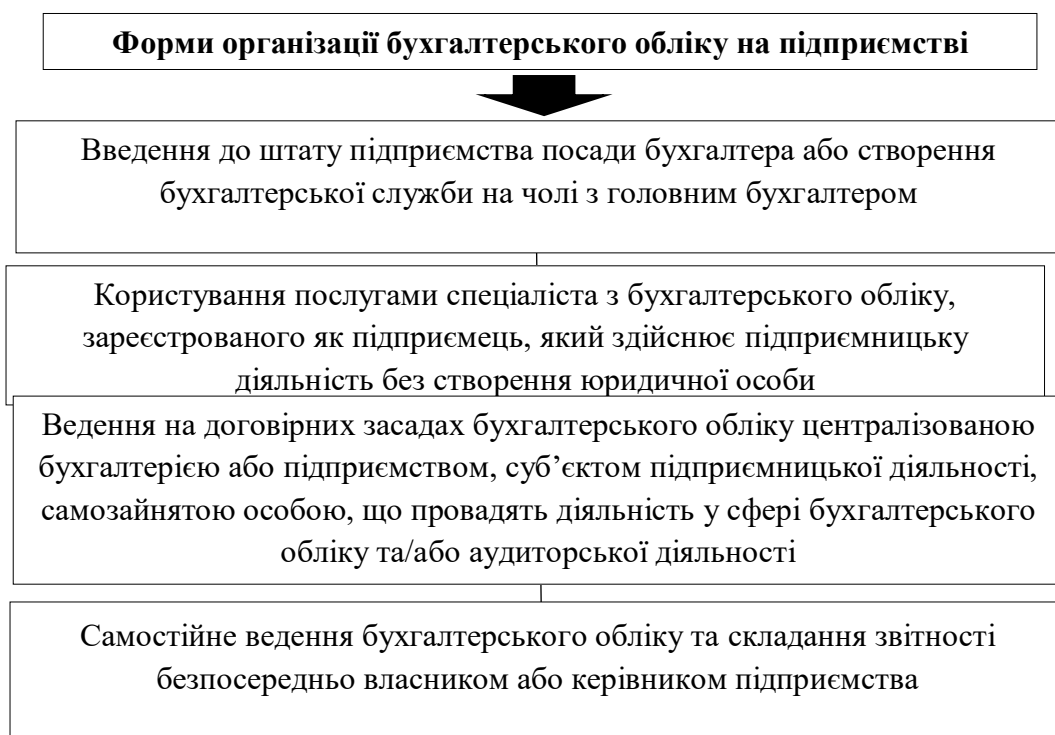 Форми організації бухгалтерського обліку на підприємстві
Введення до штату підприємства посади бухгалтера або створення
бухгалтерської служби на чолі з головним бухгалтером
Користування послугами спеціаліста з бухгалтерського обліку,
зареєстрованого як підприємець, який здійснює підприємницьку
діяльність без створення юридичної особи
Ведення на договірних засадах бухгалтерського обліку централізованою
бухгалтерією або підприємством, суб’єктом підприємницької діяльності,
самозайнятою особою, що провадять діяльність у сфері бухгалтерського
обліку та/або аудиторської діяльності
Самостійне ведення бухгалтерського обліку та складання звітності
безпосередньо власником або керівником підприємства